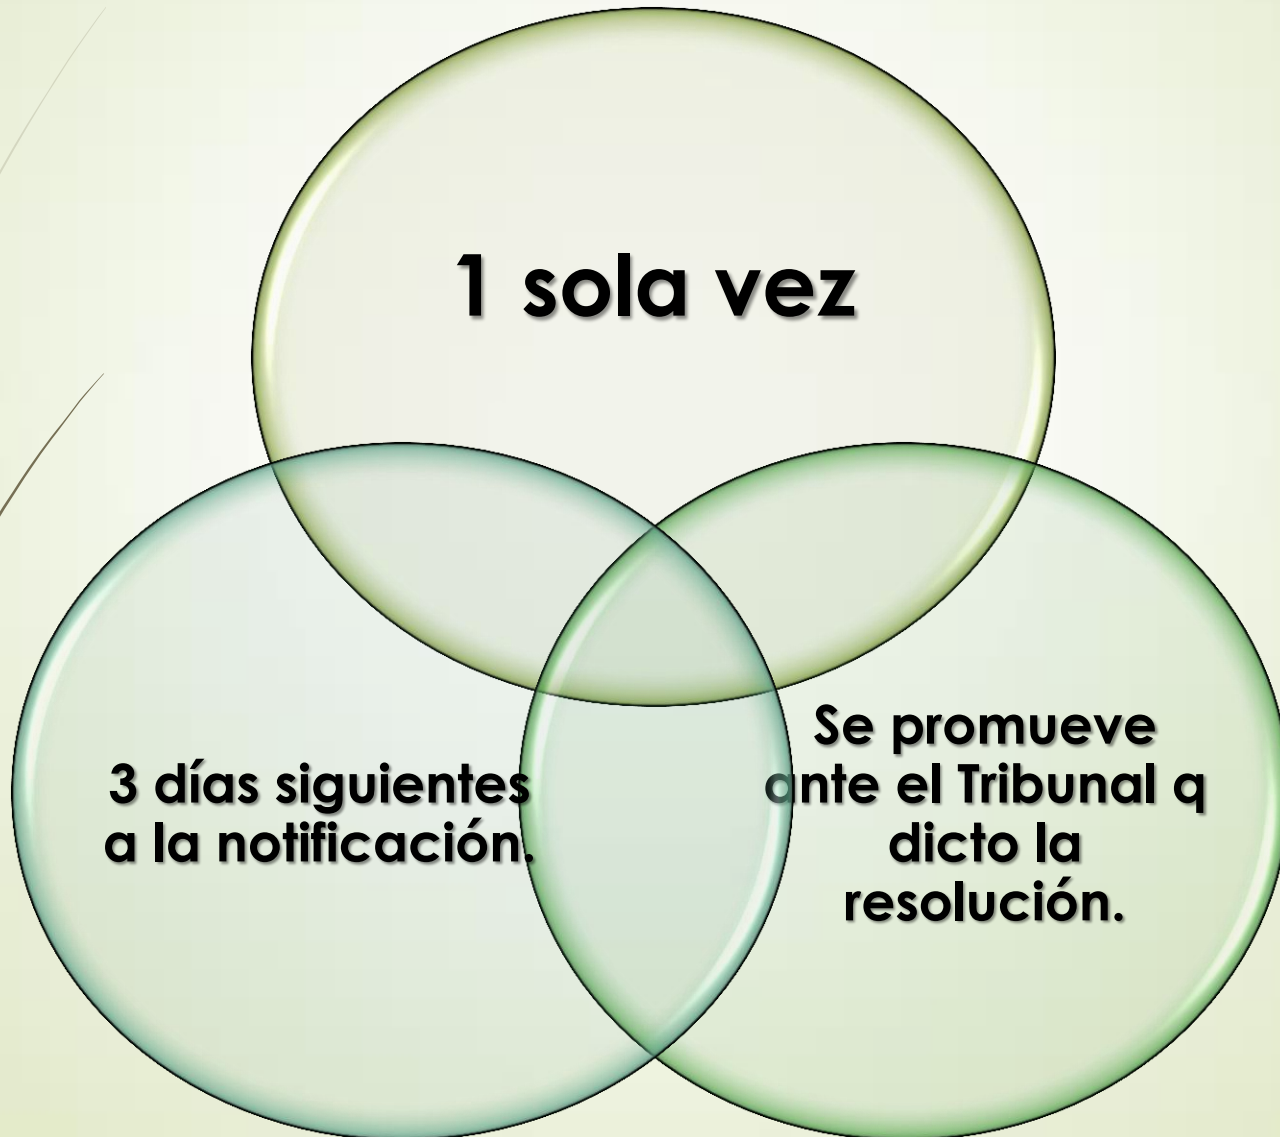 1 sola vez
3 días siguientes
a la notificación.
Se promueve
ante el Tribunal q
dicto la
resolución.